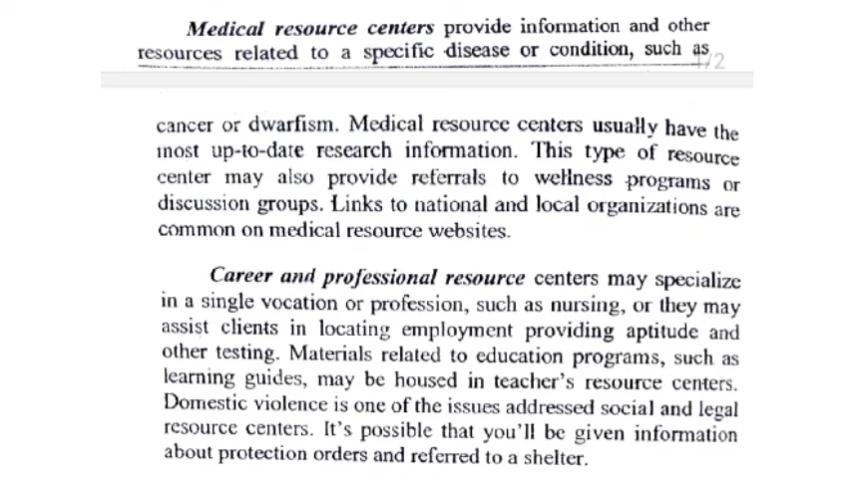 Medical resource centers provide information and other
resources related to a specific disease or condition, such as
1/2
cancer or dwarfism. Medical resource centers usually have the
most up-to-date research information. This type of resource
center may also provide referrals to wellness programs or
discussion groups. Links to national and local organizations are
common on medical resource websites.
Career and professional resource centers may specialize
in a single vocation or profession, such as nursing, or they may
assist clients in locating employment providing aptitude and
other testing. Materials related to education programs, such as
learning guides, may be housed in teacher's resource centers.
Domestic violence is one of the issues addressed social and legal
resource centers. It's possible that you'll be given information
about protection orders and referred to a shelter.